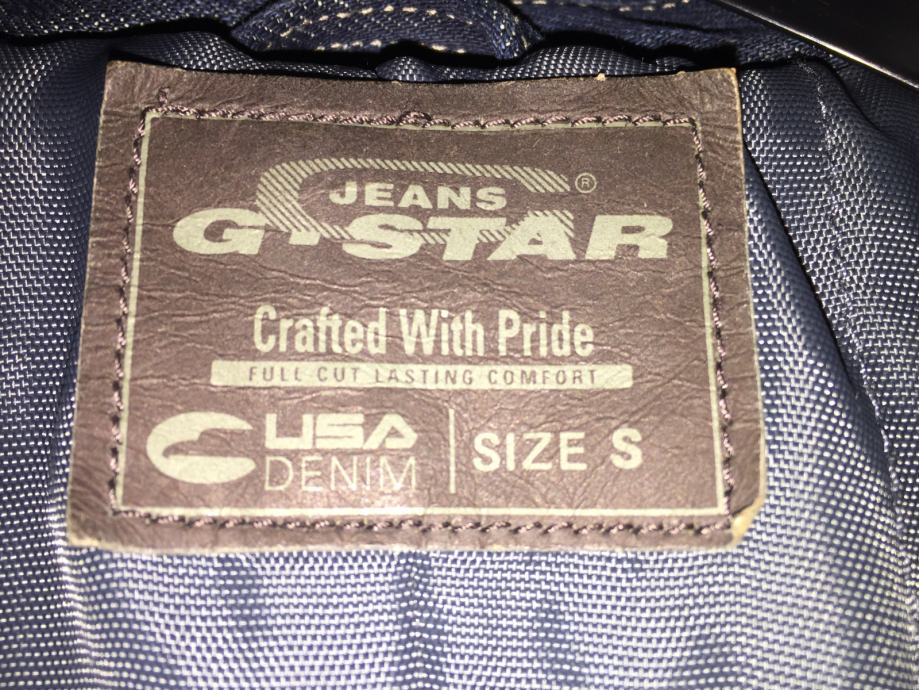 JEANS ®
G-STAR
Crafted With Pride
FULL CUT LASTING COMFORT
USA
DENIM
SIZE S